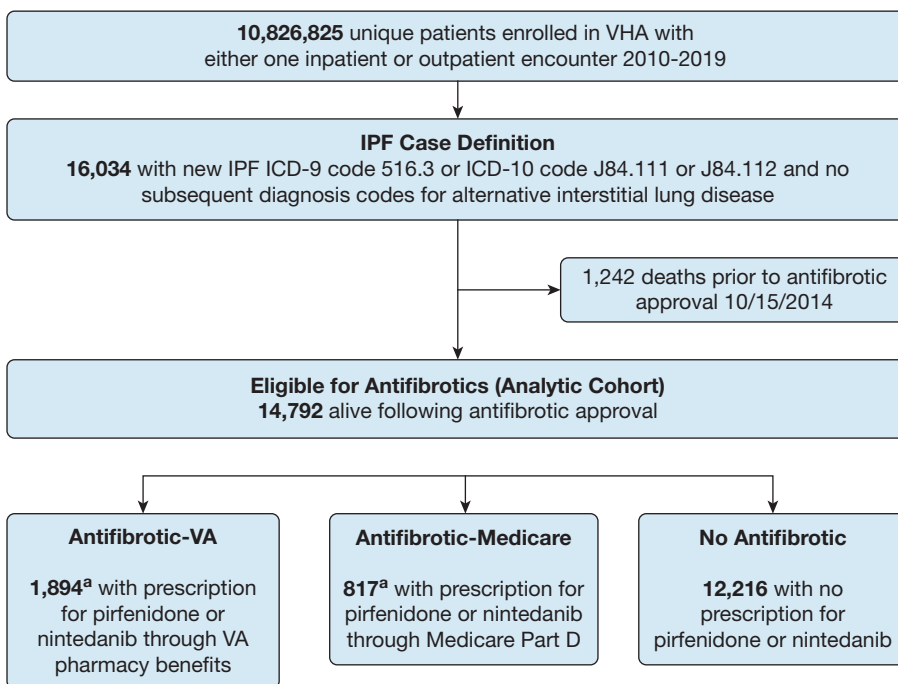 10,826,825 unique patients enrolled in VHA with
either one inpatient or outpatient encounter 2010-2019
IPF Case Definition
16,034 with new IPF ICD-9 code 516.3 or ICD-10 code J84.111 or J84.112 and no
subsequent diagnosis codes for alternative interstitial lung disease
1,242 deaths prior to antifibrotic
approval 10/15/2014
Eligible for Antifibrotics (Analytic Cohort)
14,792 alive following antifibrotic approval
Antifibrotic-VA
1,894ª with prescription
for pirfenidone or
nintedanib through VA
pharmacy benefits
Antifibrotic-Medicare
817ª with prescription for
pirfenidone or nintedanib
through Medicare Part D
No Antifibrotic
12,216 with no
prescription for
pirfenidone or nintedanib